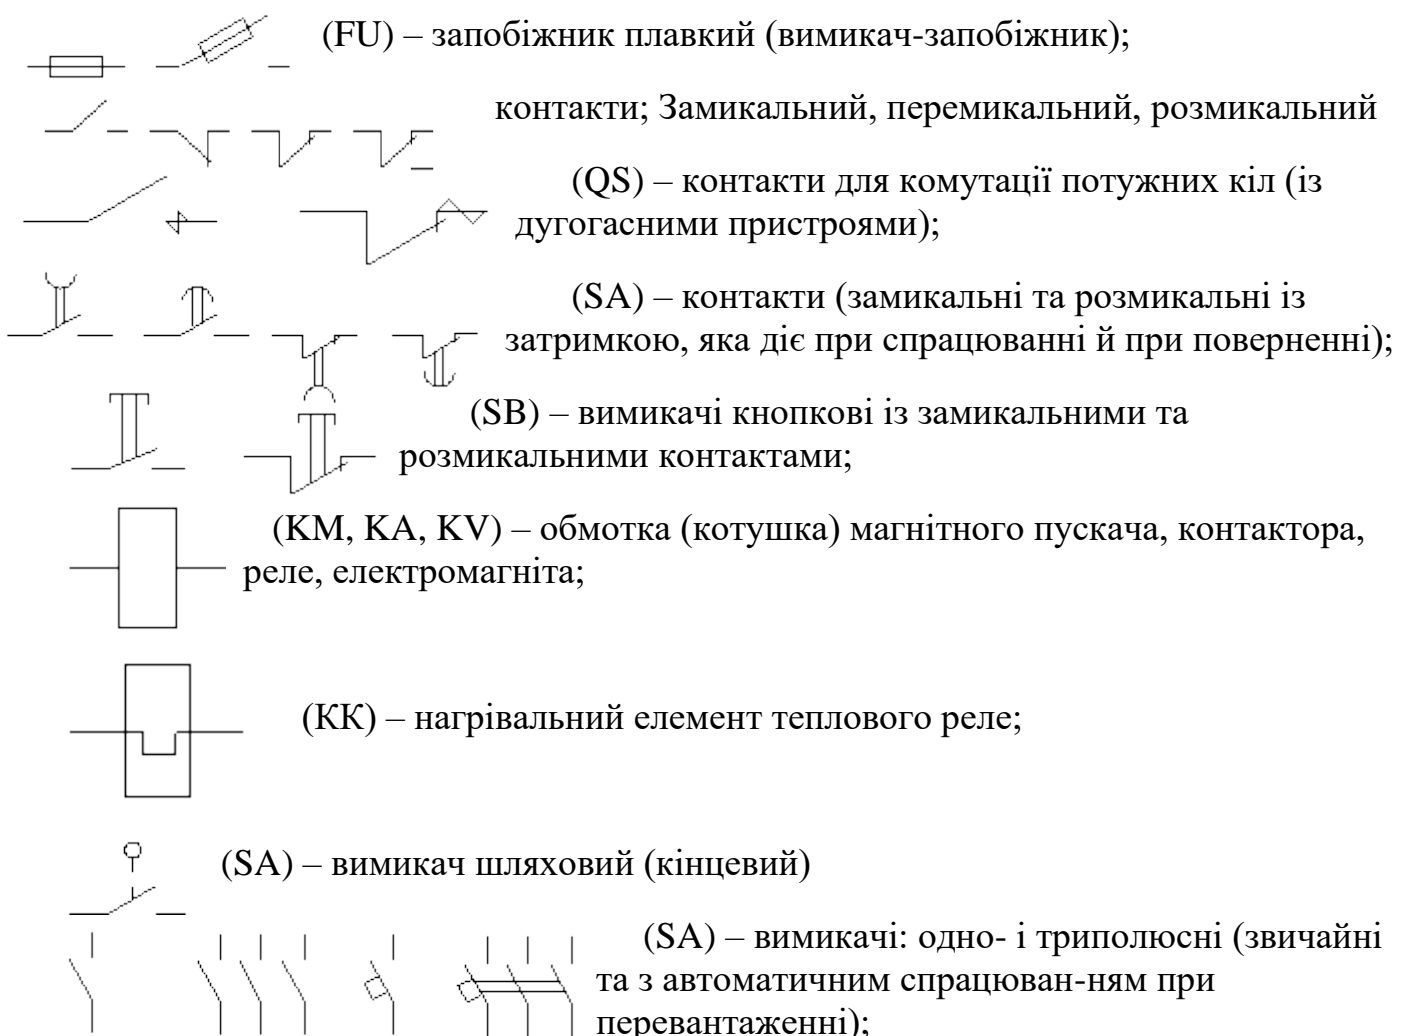 (FU) – запобіжник плавкий (вимикач-запобіжник);
контакти; Замикальний, перемикальний, розмикальний
(QS) – контакти для комутації потужних кіл (із
дугогасними пристроями);
(SA) – контакти (замикальні та розмикальні із
затримкою, яка діє при спрацюванні й при поверненні);
(SB) – вимикачі кнопкові із замикальними та
розмикальними контактами;
(KM, KA, KV) – обмотка (котушка) магнітного пускача, контактора,
реле, електромагніта;
(КК) – нагрівальний елемент теплового реле;
(SA) – вимикач шляховий (кінцевий)
(SA) – вимикачі: одно- і триполюсні (звичайні
та з автоматичним спрацюван-ням при
перевантаженні);